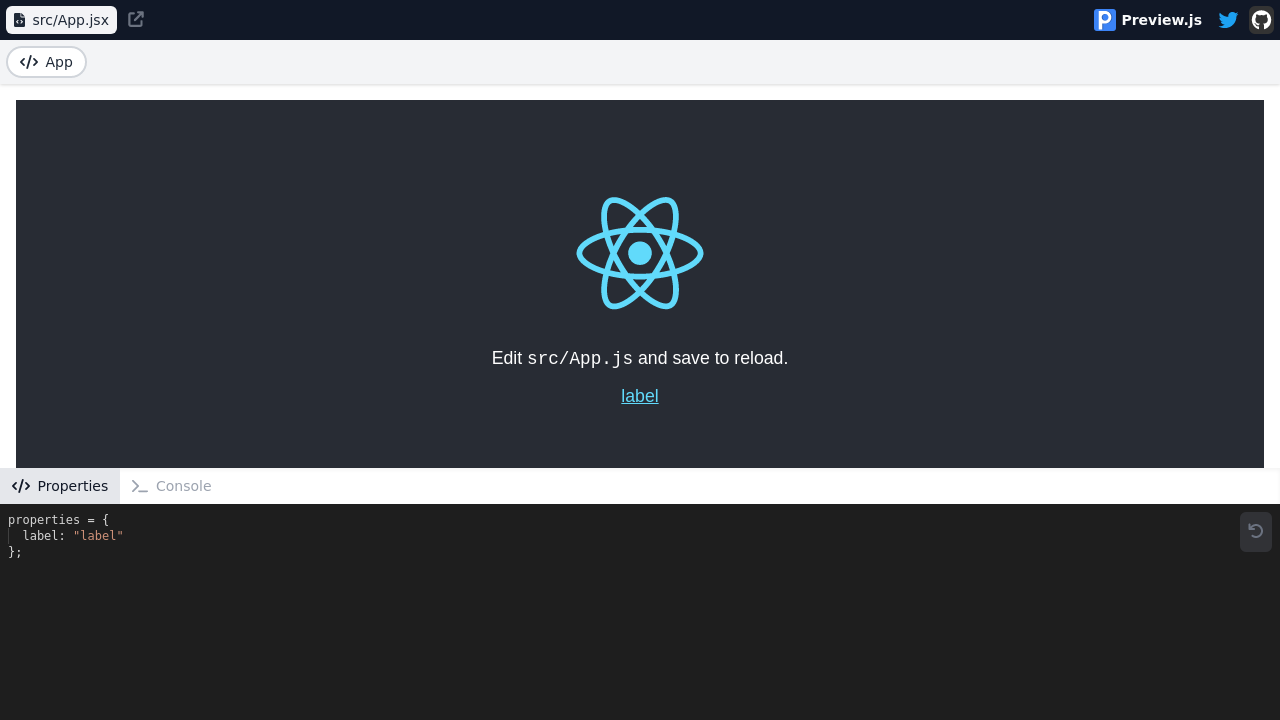 src/App.jsx
Preview.js
App
Edit src/App.js and save to reload.
label
Properties
Console
properties = {
  label: "label"
};